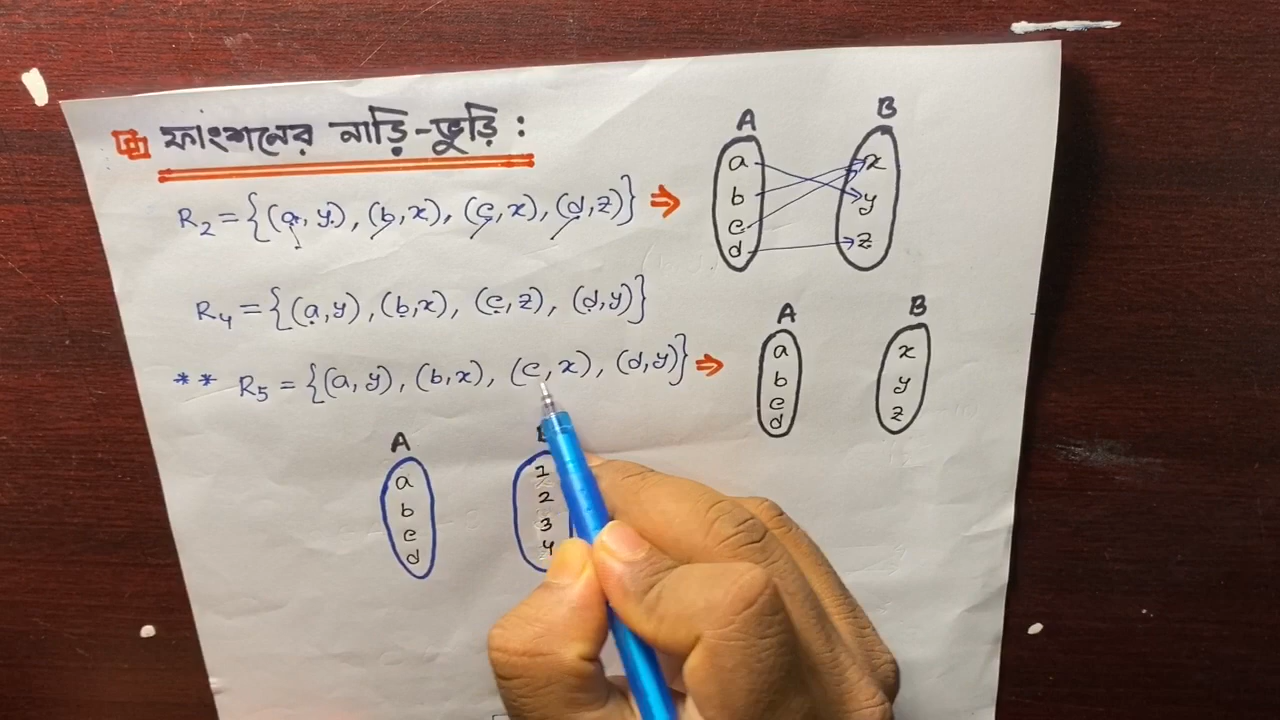 ফাংশনের নাড়ি-ভুড়ি :
R₂ = {(a, y), (b, x), (c, x), (d, z)} ⇒
A B
a x
b y
c z
d
R₄ = {(a, y), (b, x), (c, z), (d, y)}
** R₅ = {(a, y), (b, x), (c, x), (d, y)} ⇒
A B
a x
b y
c z
d
A
a 1
b 2
c 3
d 4